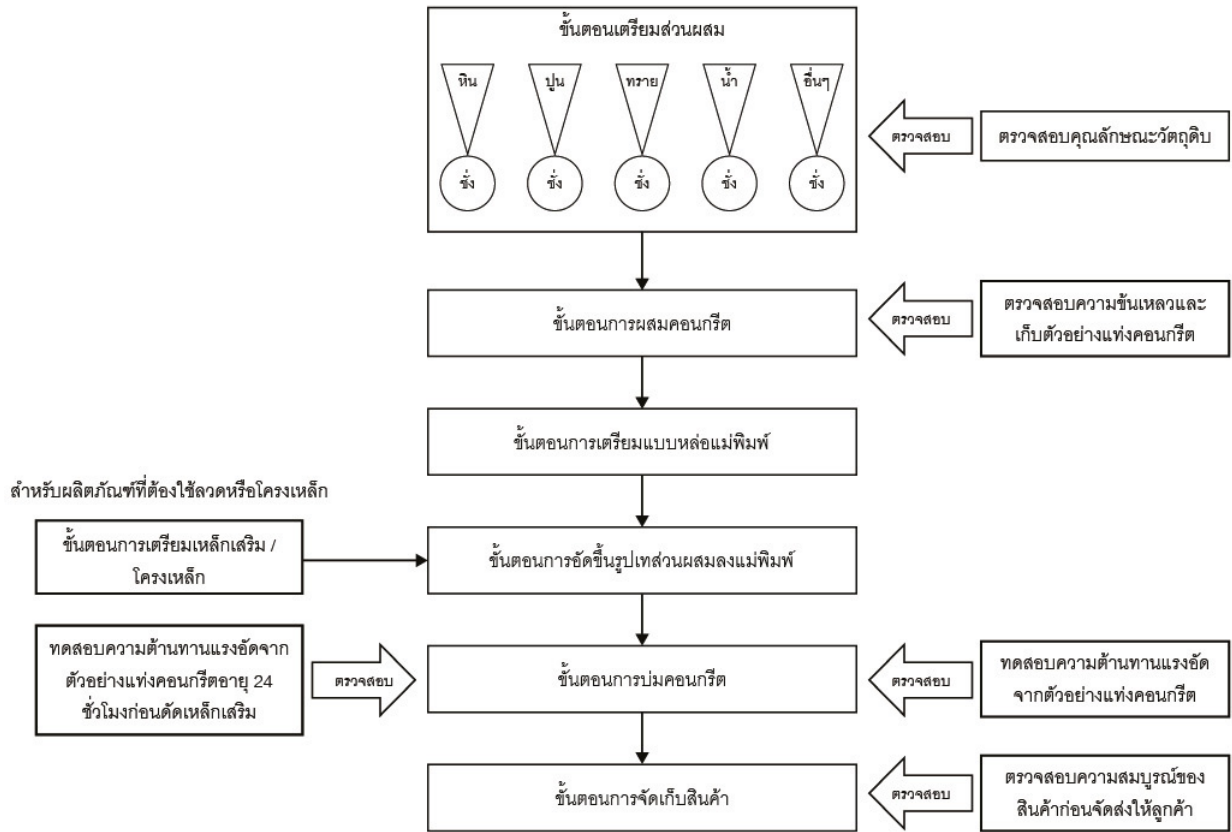 ขั้นตอนเตรียมส่วนผสม
หิน
ปูน
ทราย
น้ำ
อื่นๆ
ชั่ง
ชั่ง
ชั่ง
ชั่ง
ชั่ง
ตรวจสอบ
ตรวจสอบคุณลักษณะวัตถุดิบ
ขั้นตอนการผสมคอนกรีต
ตรวจสอบ
ตรวจสอบความข้นเหลวและ
เก็บตัวอย่างแท่งคอนกรีต
ขั้นตอนการเตรียมแบบหล่อแม่พิมพ์
สำหรับผลิตภัณฑ์ที่ต้องใช้ลวดหรือโครงเหล็ก
ขั้นตอนการเตรียมเหล็กเสริม /
โครงเหล็ก
ขั้นตอนการอัดขึ้นรูปเทส่วนผสมลงแม่พิมพ์
ทดสอบความต้านทานแรงอัดจาก
ตัวอย่างแท่งคอนกรีตอายุ 24
ชั่วโมงก่อนดัดเหล็กเสริม
ตรวจสอบ
ขั้นตอนการบ่มคอนกรีต
ตรวจสอบ
ทดสอบความต้านทานแรงอัด
จากตัวอย่างแท่งคอนกรีต
ขั้นตอนการจัดเก็บสินค้า
ตรวจสอบ
ตรวจสอบความสมบูรณ์ของ
สินค้าก่อนจัดส่งให้ลูกค้า